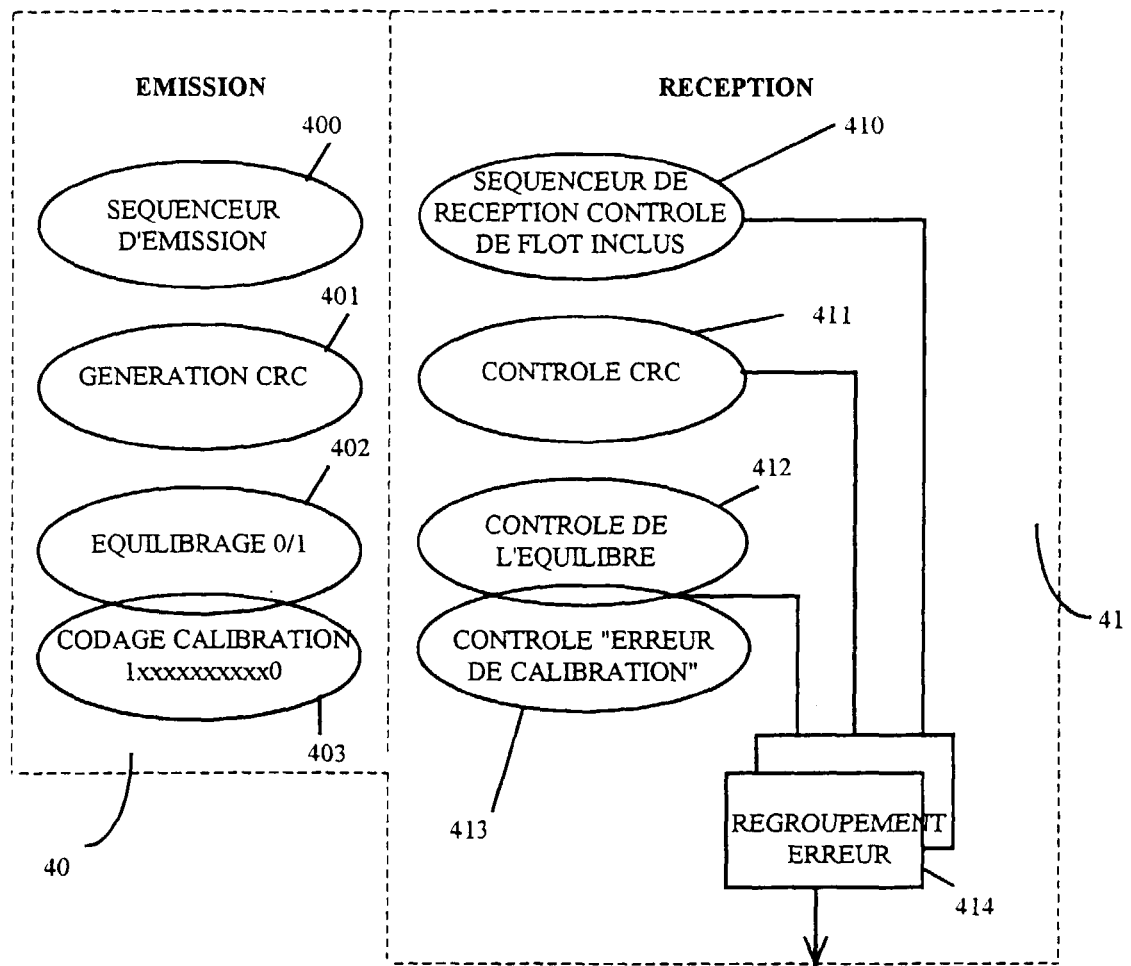 EMISSION
400
SEQUENCEUR
D'EMISSION
401
GENERATION CRC
402
EQUILIBRAGE 0/1
CODAGE CALIBRATION
1xxxxxxxxxx0
403
40
RECEPTION
410
SEQUENCEUR DE
RECEPTION CONTROLE
DE FLOT INCLUS
411
CONTROLE CRC
412
CONTROLE DE
L'EQUILIBRE
CONTROLE "ERREUR
DE CALIBRATION"
413
41
REGROUPEMENT
ERREUR
414